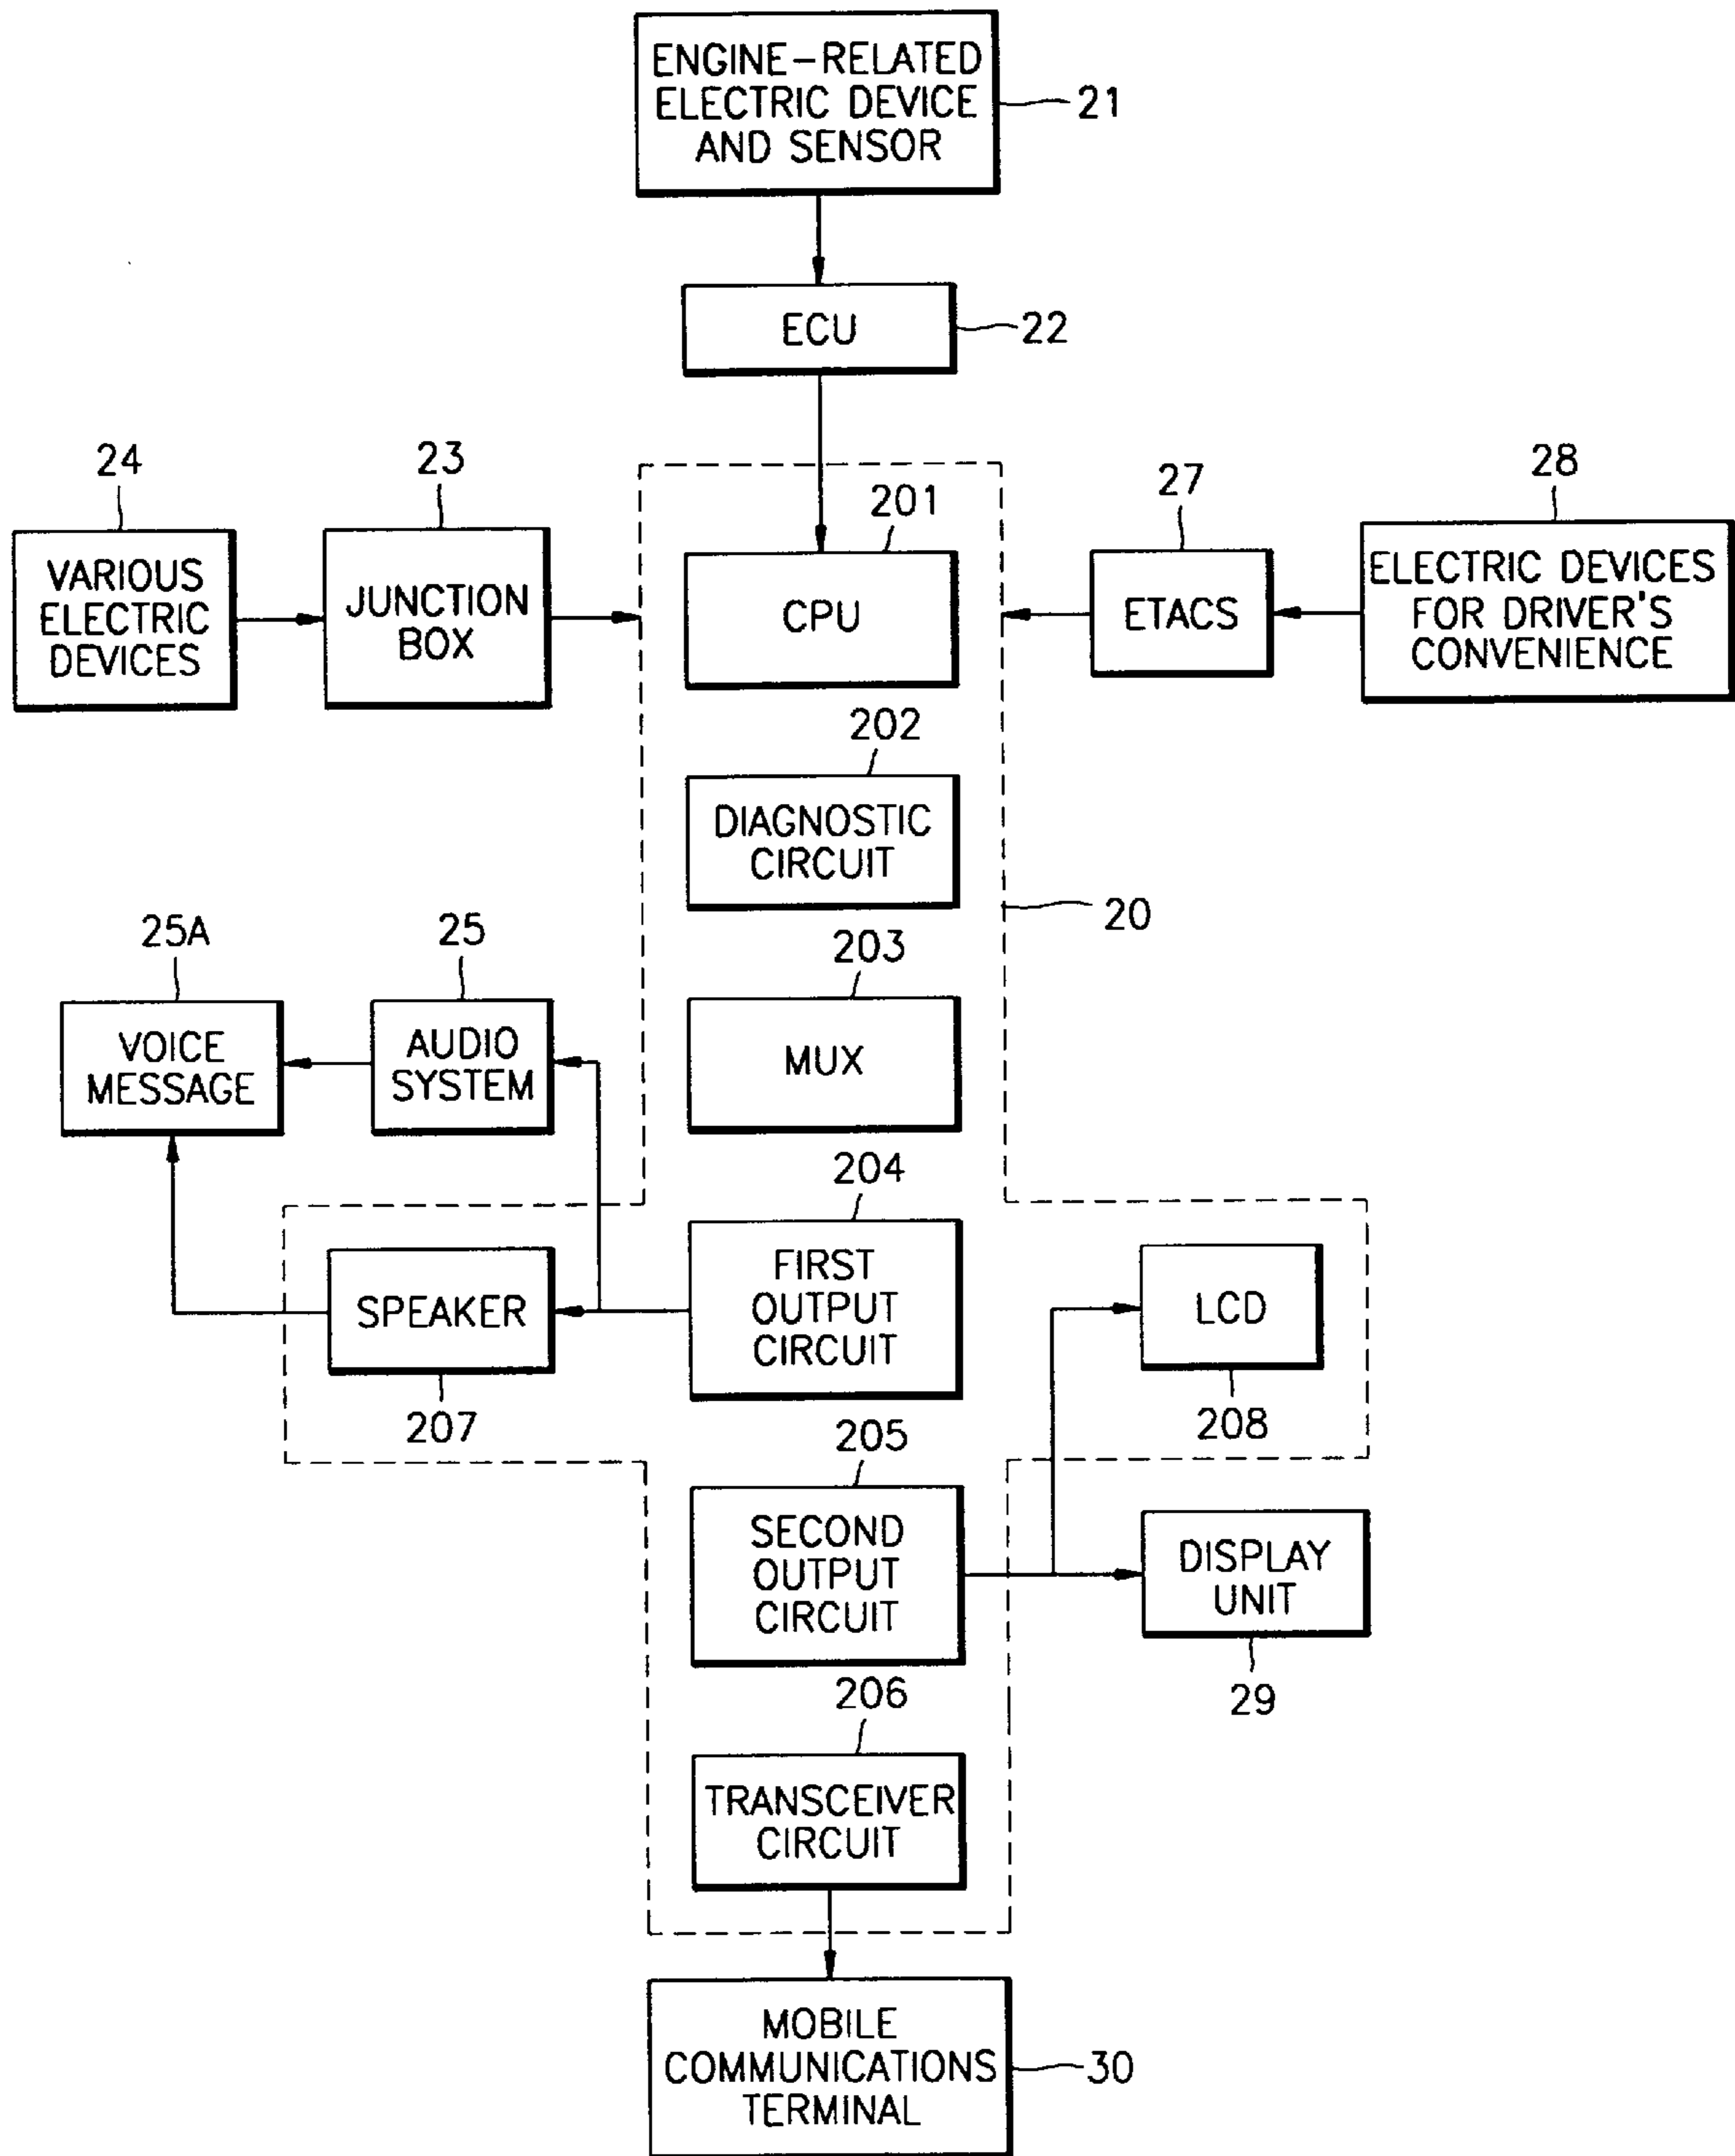 ENGINE-RELATED
ELECTRIC DEVICE
AND SENSOR
21
ECU
22
24
23
201
27
28
VARIOUS
ELECTRIC
DEVICES
JUNCTION
BOX
CPU
ETACS
ELECTRIC DEVICES
FOR DRIVER'S
CONVENIENCE
202
DIAGNOSTIC
CIRCUIT
20
25A
25
203
VOICE
MESSAGE
AUDIO
SYSTEM
MUX
204
SPEAKER
207
FIRST
OUTPUT
CIRCUIT
LCD
208
205
SECOND
OUTPUT
CIRCUIT
DISPLAY
UNIT
29
206
TRANSCEIVER
CIRCUIT
MOBILE
COMMUNICATIONS
TERMINAL
30